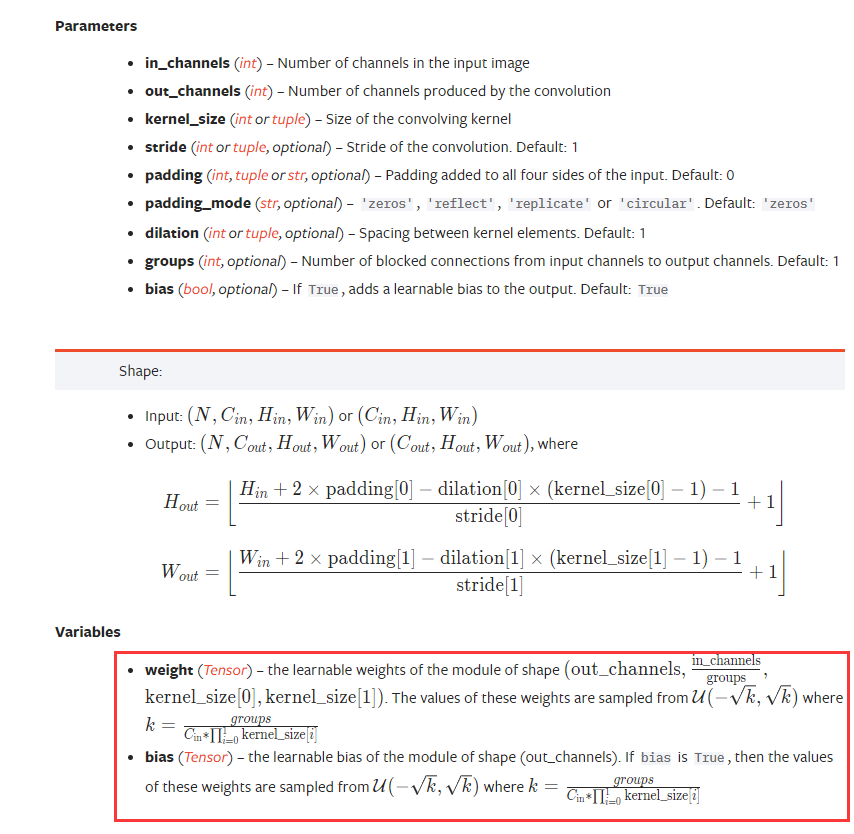 Parameters
• in_channels (int) – Number of channels in the input image
• out_channels (int) – Number of channels produced by the convolution
• kernel_size (int or tuple) – Size of the convolving kernel
• stride (int or tuple, optional) – Stride of the convolution. Default: 1
• padding (int, tuple or str, optional) – Padding added to all four sides of the input. Default: 0
• padding_mode (str, optional) – 'zeros', 'reflect', 'replicate' or 'circular'. Default: 'zeros'
• dilation (int or tuple, optional) – Spacing between kernel elements. Default: 1
• groups (int, optional) – Number of blocked connections from input channels to output channels. Default: 1
• bias (bool, optional) – If True, adds a learnable bias to the output. Default: True
Shape:
• Input: $(N, C_{in}, H_{in}, W_{in})$ or $(C_{in}, H_{in}, W_{in})$
• Output: $(N, C_{out}, H_{out}, W_{out})$ or $(C_{out}, H_{out}, W_{out})$, where
$H_{out} = \left\lfloor \frac{H_{in} + 2 \times \text{padding}[0] - \text{dilation}[0] \times (\text{kernel\_size}[0] - 1) - 1}{\text{stride}[0]} + 1 \right\rfloor$
$W_{out} = \left\lfloor \frac{W_{in} + 2 \times \text{padding}[1] - \text{dilation}[1] \times (\text{kernel\_size}[1] - 1) - 1}{\text{stride}[1]} + 1 \right\rfloor$
Variables
• weight (Tensor) – the learnable weights of the module of shape $(\text{out\_channels}, \frac{\text{in\_channels}}{\text{groups}},$
$\text{kernel\_size}[0], \text{kernel\_size}[1])$. The values of these weights are sampled from $\mathcal{U}(-\sqrt{k}, \sqrt{k})$ where
$k = \frac{groups}{C_{\text{in}} * \prod_{i=0}^{1} \text{kernel\_size}[i]}$
• bias (Tensor) – the learnable bias of the module of shape (out_channels). If bias is True, then the values
of these weights are sampled from $\mathcal{U}(-\sqrt{k}, \sqrt{k})$ where $k = \frac{groups}{C_{\text{in}} * \prod_{i=0}^{1} \text{kernel\_size}[i]}$